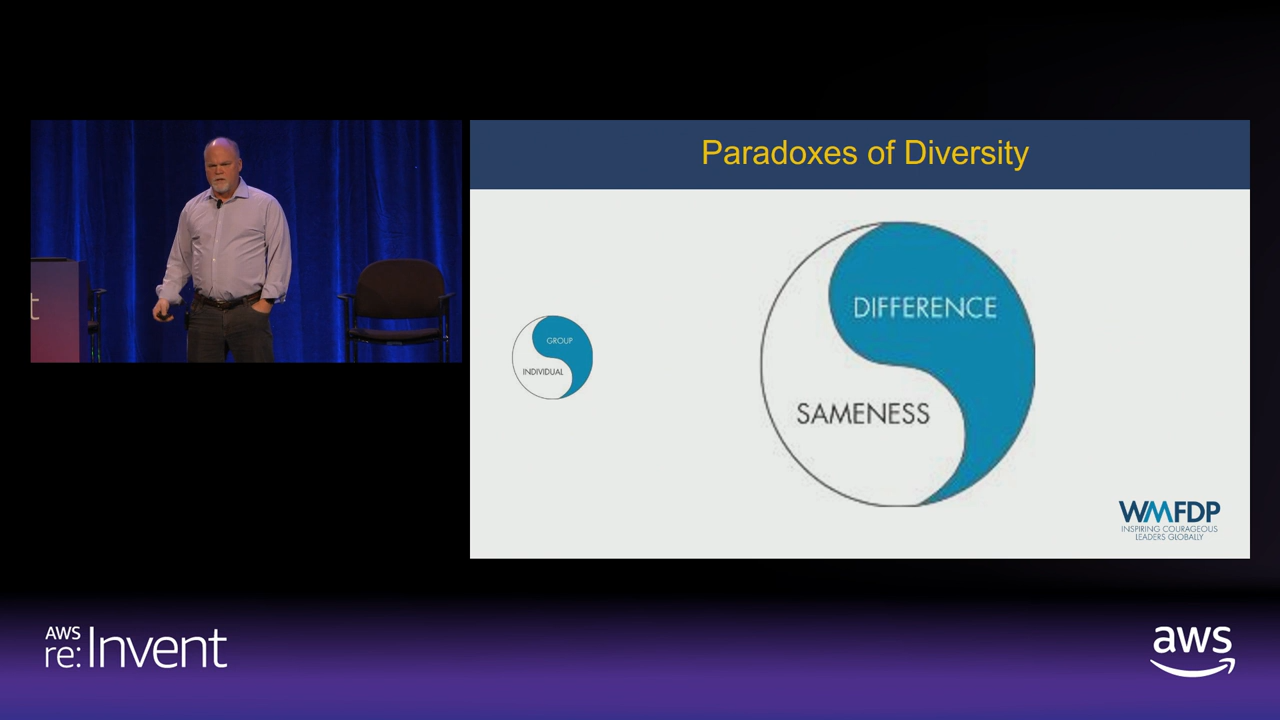 Paradoxes of Diversity
DIFFERENCE
SAMENESS
GROUP
INDIVIDUAL
WMFDP
INSPIRING COURAGEOUS
LEADERS GLOBALLY
t
AWS
re:Invent
aws